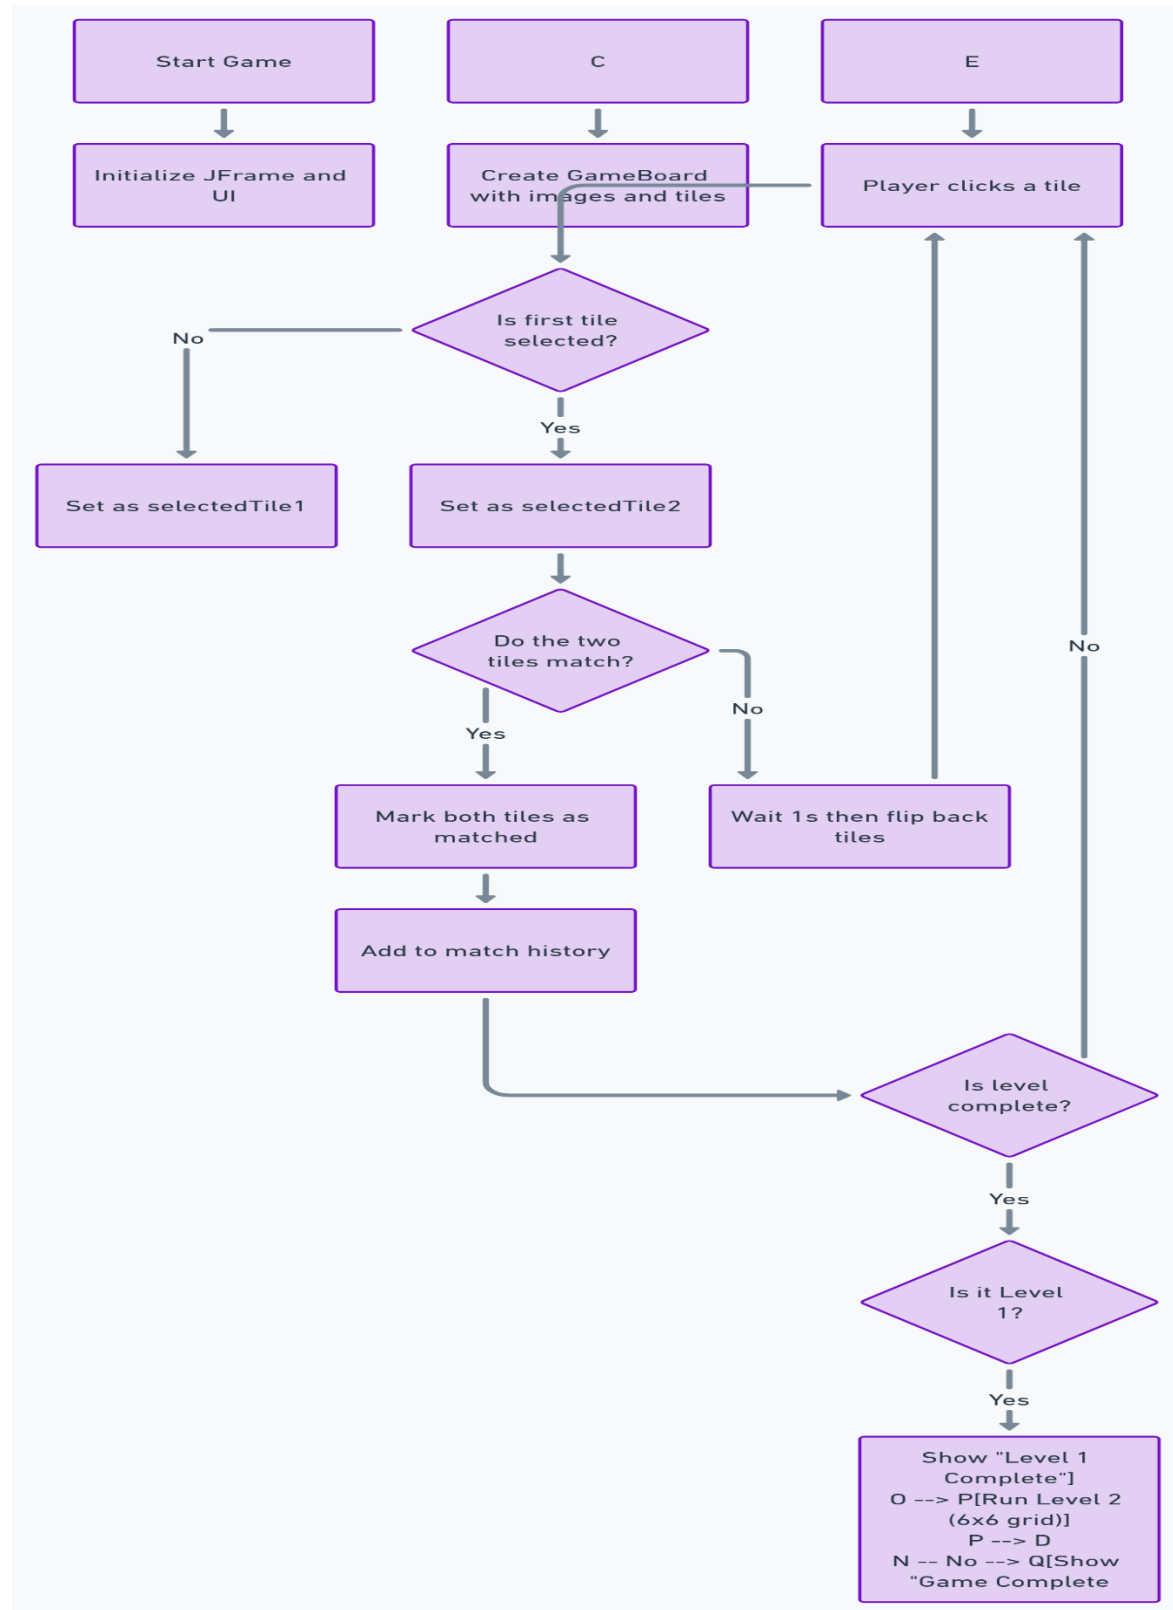 Start Game
C
E
Initialize JFrame and
UI
Create GameBoard
with images and tiles
Player clicks a tile
Is first tile
selected?
No
Yes
Set as selectedTile1
Set as selectedTile2
Do the two
tiles match?
No
No
Yes
Mark both tiles as
matched
Wait 1s then flip back
tiles
Add to match history
Is level
complete?
Yes
Is it Level
1?
Yes
Show "Level 1
Complete"]
O --> P[Run Level 2
(6x6 grid)]
P --> D
N -- No --> Q[Show
"Game Complete